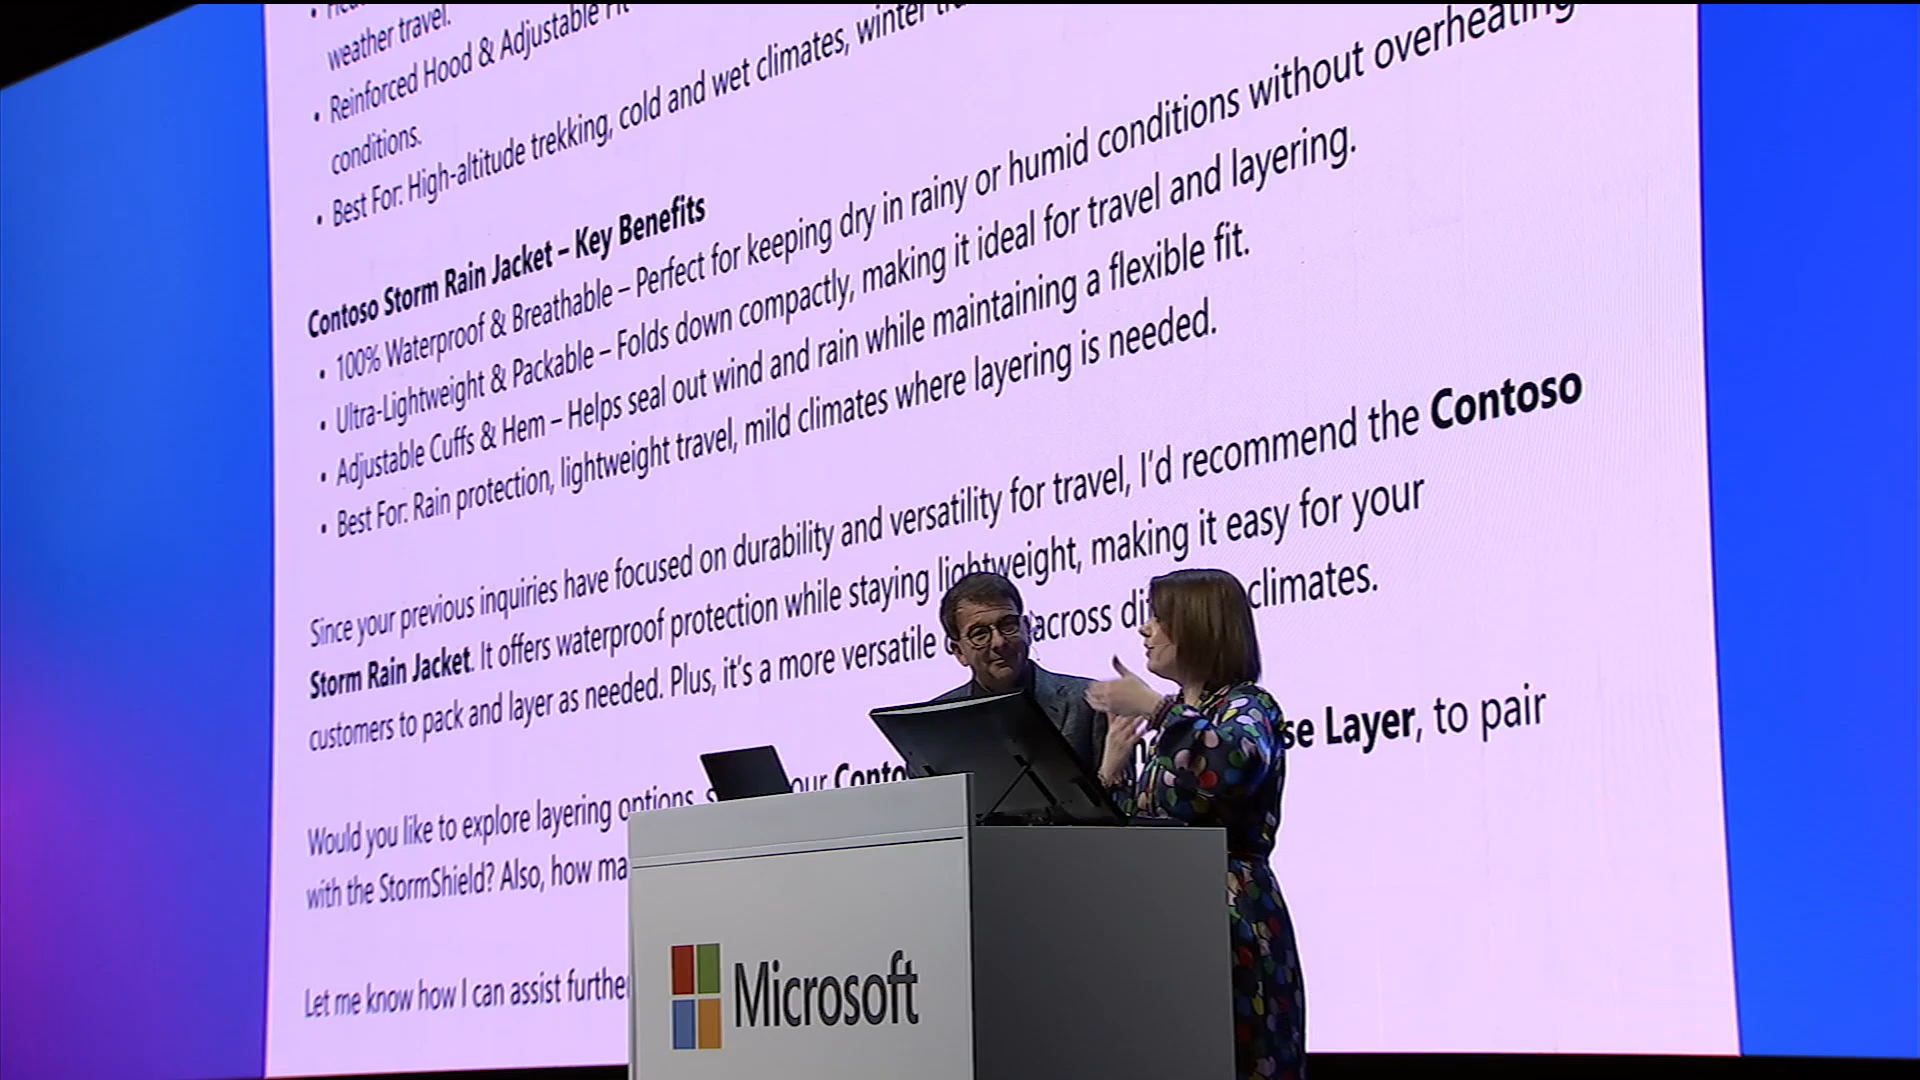 weather travel.
• Reinforced Hood & Adjustable
conditions.
• Best For: High-altitude trekking, cold and wet climates, winter
Contoso Storm Rain Jacket – Key Benefits
• 100% Waterproof & Breathable – Perfect for keeping dry in rainy or humid conditions without overheating
• Ultra-Lightweight & Packable – Folds down compactly, making it ideal for travel and layering.
• Adjustable Cuffs & Hem – Helps seal out wind and rain while maintaining a flexible fit.
• Best For: Rain protection, lightweight travel, mild climates where layering is needed.
Since your previous inquiries have focused on durability and versatility for travel, I'd recommend the Contoso
Storm Rain Jacket. It offers waterproof protection while staying lightweight, making it easy for your
customers to pack and layer as needed. Plus, it's a more versatile across climates.
Would you like to explore layering options, our Layer, to pair
with the StormShield? Also, how
Let me know how I can assist further
Microsoft